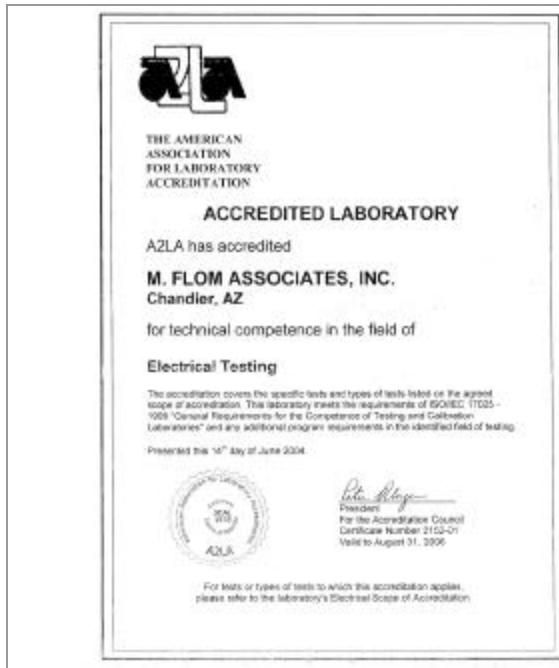 THE AMERICAN
ASSOCIATION
FOR LABORATORY
ACCREDITATION
ACCREDITED LABORATORY
A2LA has accredited
M. FLOM ASSOCIATES, INC.
Chandler, AZ
for technical competence in the field of
Electrical Testing
The accreditation covers the specific tests and types of tests listed on the agreed
scope of accreditation. This laboratory meets the requirements of ISO/IEC 17025 -
1999 "General Requirements for the Competence of Testing and Calibration
Laboratories" and any additional program requirements in the identified field of testing.
Presented this 14th day of June 2004.
President
For the Accreditation Council
Certificate Number 2152-01
Valid to August 31, 2006
A2LA
For tests or types of tests to which this accreditation applies,
please refer to the laboratory's Electrical Scope of Accreditation